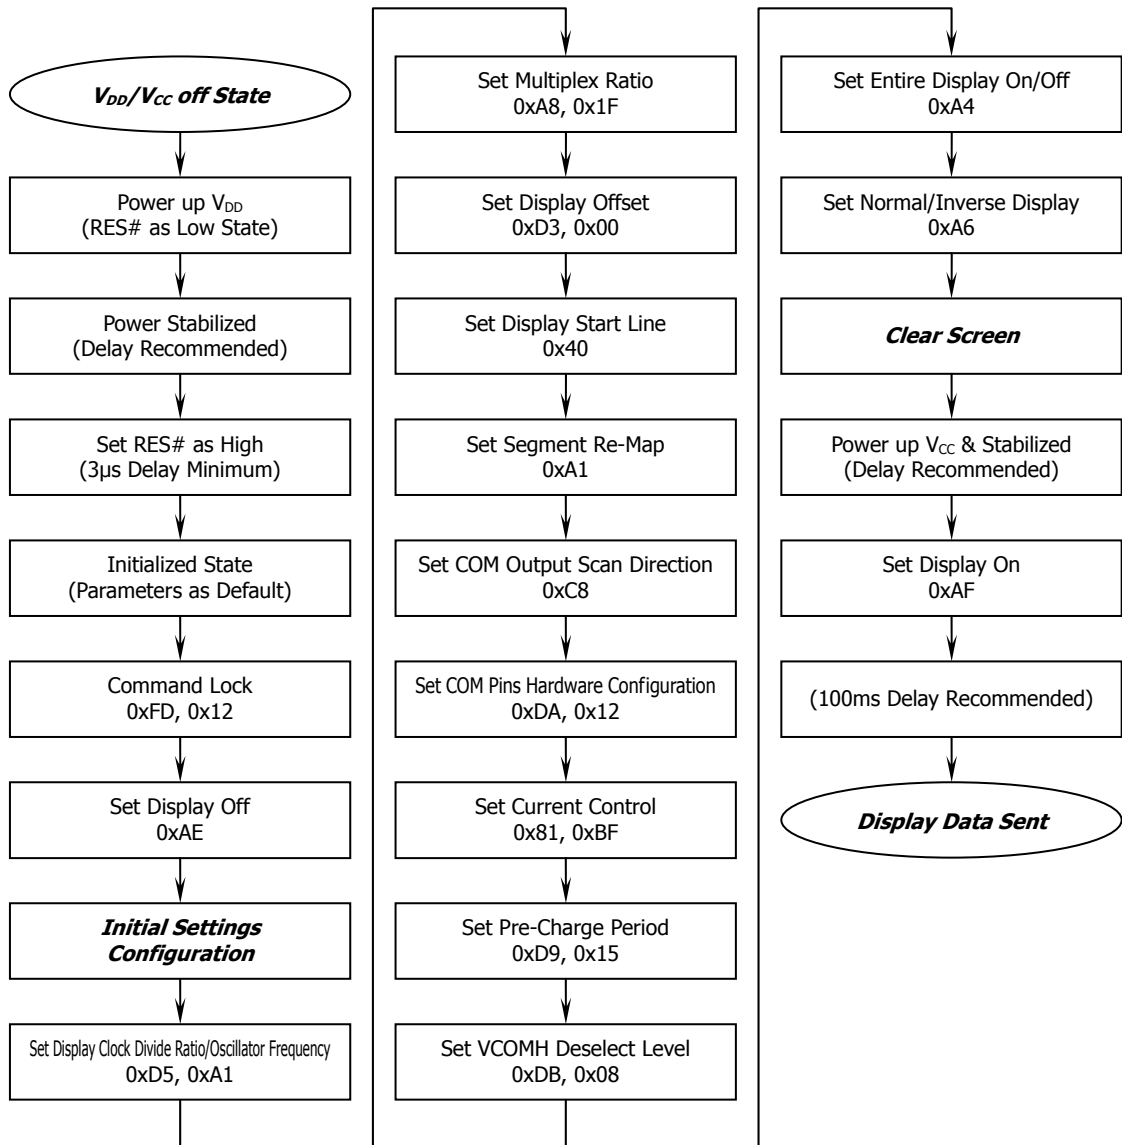 V_DD/V_CC off State
Power up V_DD
(RES# as Low State)
Power Stabilized
(Delay Recommended)
Set RES# as High
(3μs Delay Minimum)
Initialized State
(Parameters as Default)
Command Lock
0xFD, 0x12
Set Display Off
0xAE
Initial Settings
Configuration
Set Display Clock Divide Ratio/Oscillator Frequency
0xD5, 0xA1
Set Multiplex Ratio
0xA8, 0x1F
Set Display Offset
0xD3, 0x00
Set Display Start Line
0x40
Set Segment Re-Map
0xA1
Set COM Output Scan Direction
0xC8
Set COM Pins Hardware Configuration
0xDA, 0x12
Set Current Control
0x81, 0xBF
Set Pre-Charge Period
0xD9, 0x15
Set VCOMH Deselect Level
0xDB, 0x08
Set Entire Display On/Off
0xA4
Set Normal/Inverse Display
0xA6
Clear Screen
Power up V_CC & Stabilized
(Delay Recommended)
Set Display On
0xAF
(100ms Delay Recommended)
Display Data Sent